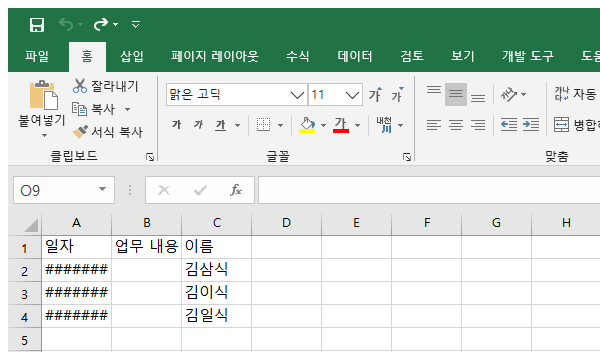 파일 홈 삽입 페이지 레이아웃 수식 데이터 검토 보기 개발 도구
붙여넣기
잘라내기
복사
서식 복사
클립보드
맑은 고딕 11 가 가
가 가 가 가 내천
글꼴
가나다 자동
병합
맞춤
O9 fx
A B C D E F G H
1 일자 업무 내용 이름
2 ####### 김삼식
3 ####### 김이식
4 ####### 김일식
5